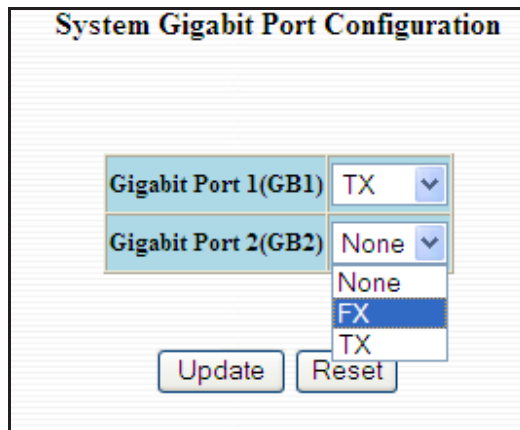 System Gigabit Port Configuration
Gigabit Port 1(GB1) TX
Gigabit Port 2(GB2) None
None
FX
TX
Update Reset